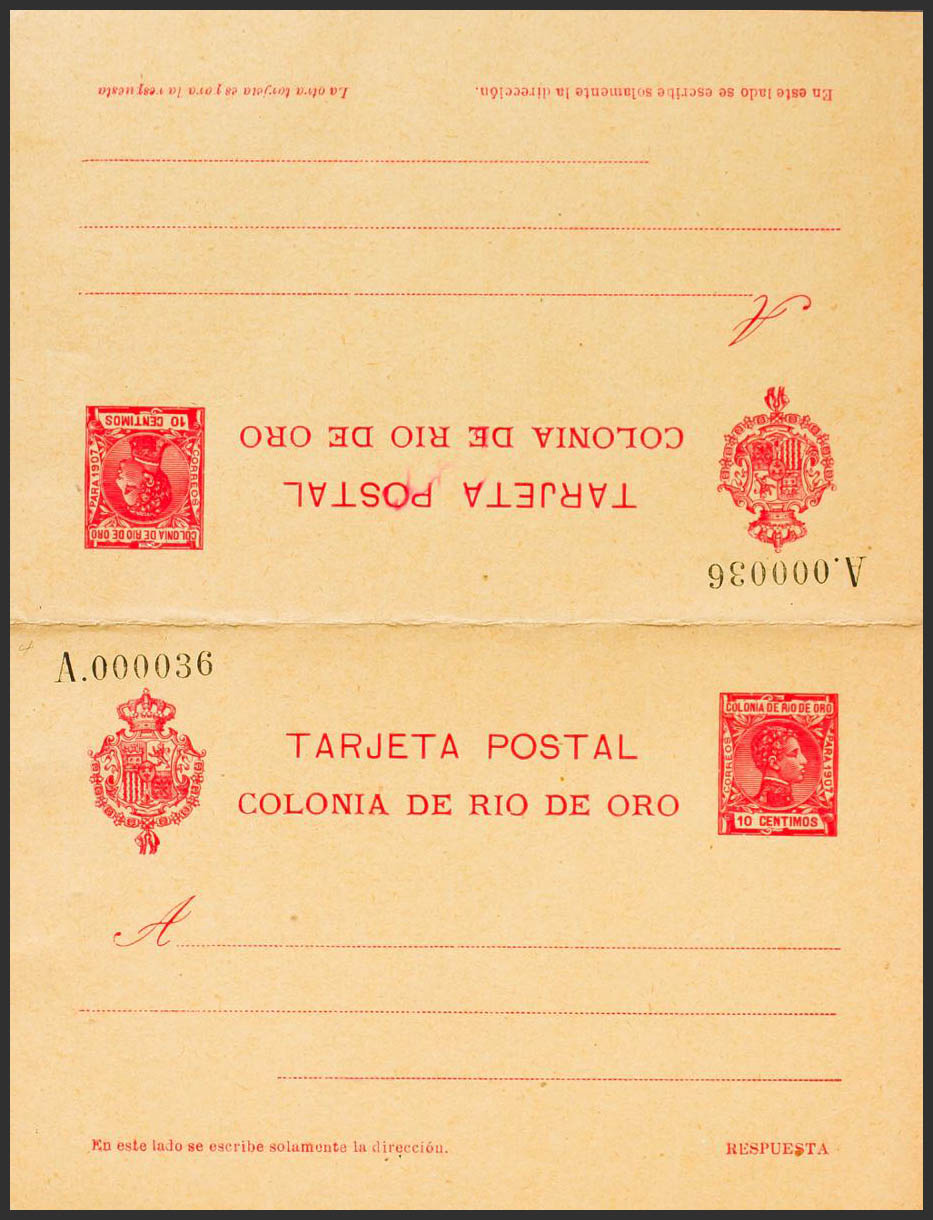 En este lado se escribe solamente la dirección.
La otra tarjeta es para la respuesta
A
COLONIA DE RIO DE ORO
TARJETA POSTAL
10 CENTIMOS
CORREOS
PARA 1907
COLONIA DE RIO DE ORO
A.000036
A.000036
TARJETA POSTAL
COLONIA DE RIO DE ORO
COLONIA DE RIO DE ORO
CORREOS
PARA 1907
10 CENTIMOS
A
En este lado se escribe solamente la dirección.
RESPUESTA